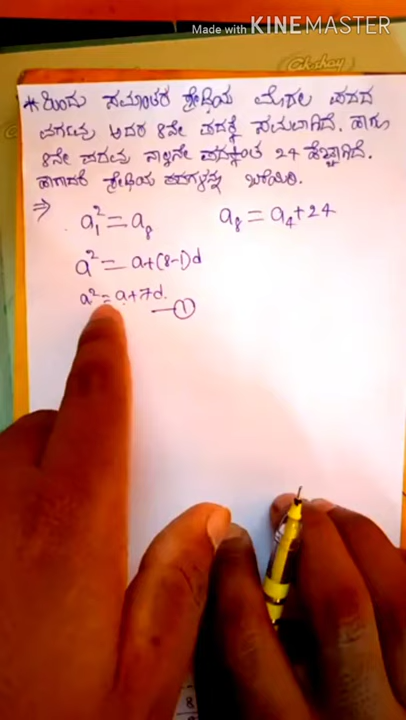 Made with KINEMASTER
Akshay
* ಒಂದು ಸಮಾಂತರ ಶ್ರೇಢಿಯ ಮೊದಲ ಪದದ
ವರ್ಗವು ಅದರ 8ನೇ ಪದಕ್ಕೆ ಸಮವಾಗಿದೆ. ಹಾಗೂ
8ನೇ ಪದವು ನಾಲ್ಕನೇ ಪದಕ್ಕಿಂತ 24 ಹೆಚ್ಚಾಗಿದೆ.
ಹಾಗಾದರೆ ಶ್ರೇಢಿಯ ಪದಗಳನ್ನು ಬರೆಯಿರಿ.
⇒ a₁² = a₈ a₈ = a₄+24
a² = a+(8-1)d
a² = a+7d. —①